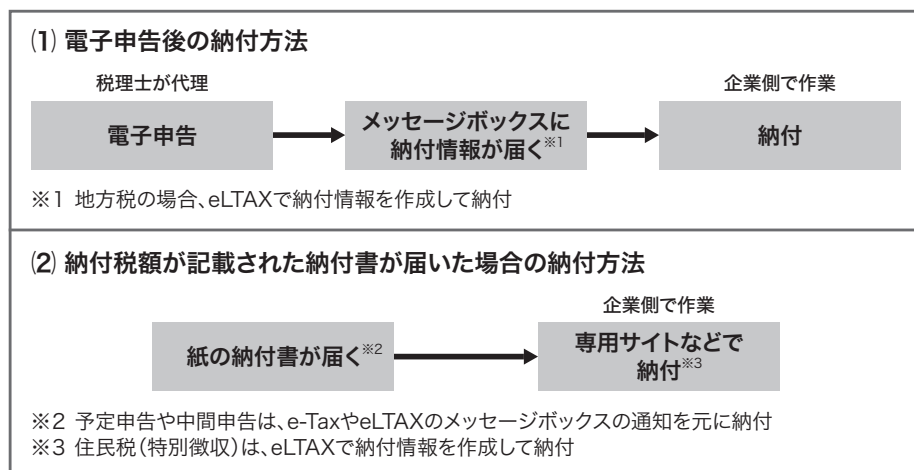 ⑴ 電子申告後の納付方法
税理士が代理
電子申告
メッセージボックスに
納付情報が届く※1
企業側で作業
納付
※1 地方税の場合、eLTAXで納付情報を作成して納付
⑵ 納付税額が記載された納付書が届いた場合の納付方法
紙の納付書が届く※2
企業側で作業
専用サイトなどで
納付※3
※2 予定申告や中間申告は、e-TaxやeLTAXのメッセージボックスの通知を元に納付
※3 住民税(特別徴収)は、eLTAXで納付情報を作成して納付